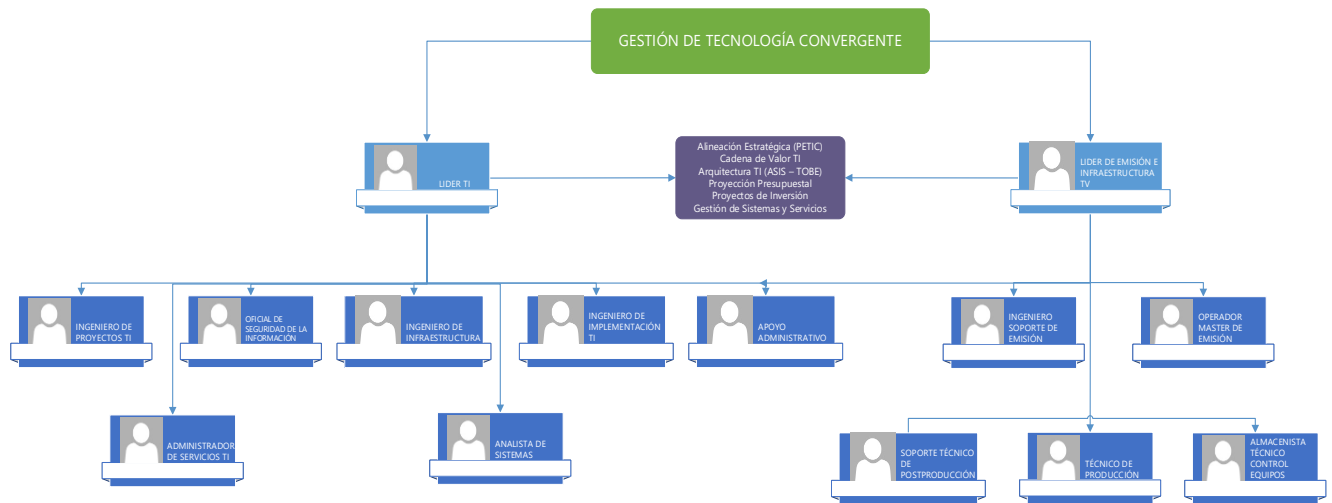 GESTIÓN DE TECNOLOGÍA CONVERGENTE
LIDER TI
Alineación Estratégica (PETIC)
Cadena de Valor TI
Arquitectura TI (ASIS – TOBE)
Proyección Presupuestal
Proyectos de Inversión
Gestión de Sistemas y Servicios
LIDER DE EMISIÓN E
INFRAESTRUCTURA
TV
INGENIERO DE
PROYECTOS TI
OFICIAL DE
SEGURIDAD DE LA
INFORMACIÓN
INGENIERO DE
INFRAESTRUCTURA
INGENIERO DE
IMPLEMENTACIÓN
TI
APOYO
ADMINISTRATIVO
INGENIERO
SOPORTE DE
EMISIÓN
OPERADOR
MASTER DE
EMISIÓN
ADMINISTRADOR
DE SERVICIOS TI
ANALISTA DE
SISTEMAS
SOPORTE TÉCNICO
DE
POSTPRODUCCIÓN
TÉCNICO DE
PRODUCCIÓN
ALMACENISTA
TÉCNICO
CONTROL
EQUIPOS